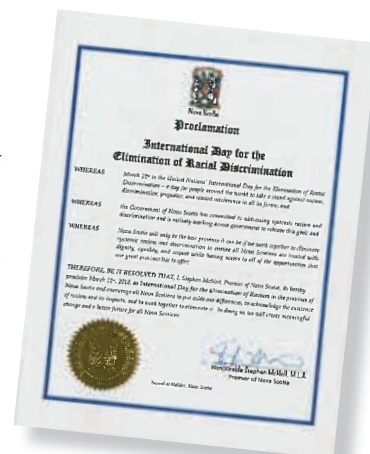 Nova Scotia
Proclamation
International Day for the
Elimination of Racial Discrimination
WHEREAS March 21st is the United Nations' International Day for the Elimination of Racial
Discrimination – a day for people around the world to take a stand against racism,
discrimination, prejudice, and related intolerance in all its forms; and
WHEREAS the Government of Nova Scotia has committed to addressing systemic racism and
discrimination and is actively working across government to achieve this goal; and
WHEREAS Nova Scotia will only be the best province it can be if we work together to eliminate
systemic racism and discrimination to ensure all Nova Scotians are treated with
dignity, equality, and respect while having access to all of the opportunities that
our great province has to offer;
THEREFORE, BE IT RESOLVED THAT, I, Stephen McNeil, Premier of Nova Scotia, do hereby
proclaim March 21st, 2018, as International Day for the Elimination of Racism in the province of
Nova Scotia and encourage all Nova Scotians to put aside our differences, to acknowledge the existence
of racism and its impacts, and to work together to eliminate it. In doing so, we will create meaningful
change and a better future for all Nova Scotians.
Honourable Stephen McNeil, M.L.A.
Premier of Nova Scotia
Signed at Halifax, Nova Scotia